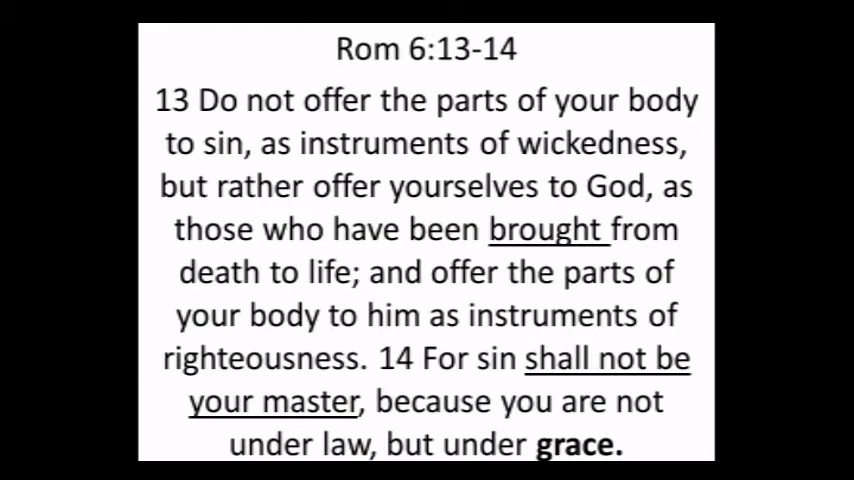 Rom 6:13-14
13 Do not offer the parts of your body
to sin, as instruments of wickedness,
but rather offer yourselves to God, as
those who have been brought from
death to life; and offer the parts of
your body to him as instruments of
righteousness. 14 For sin shall not be
your master, because you are not
under law, but under grace.